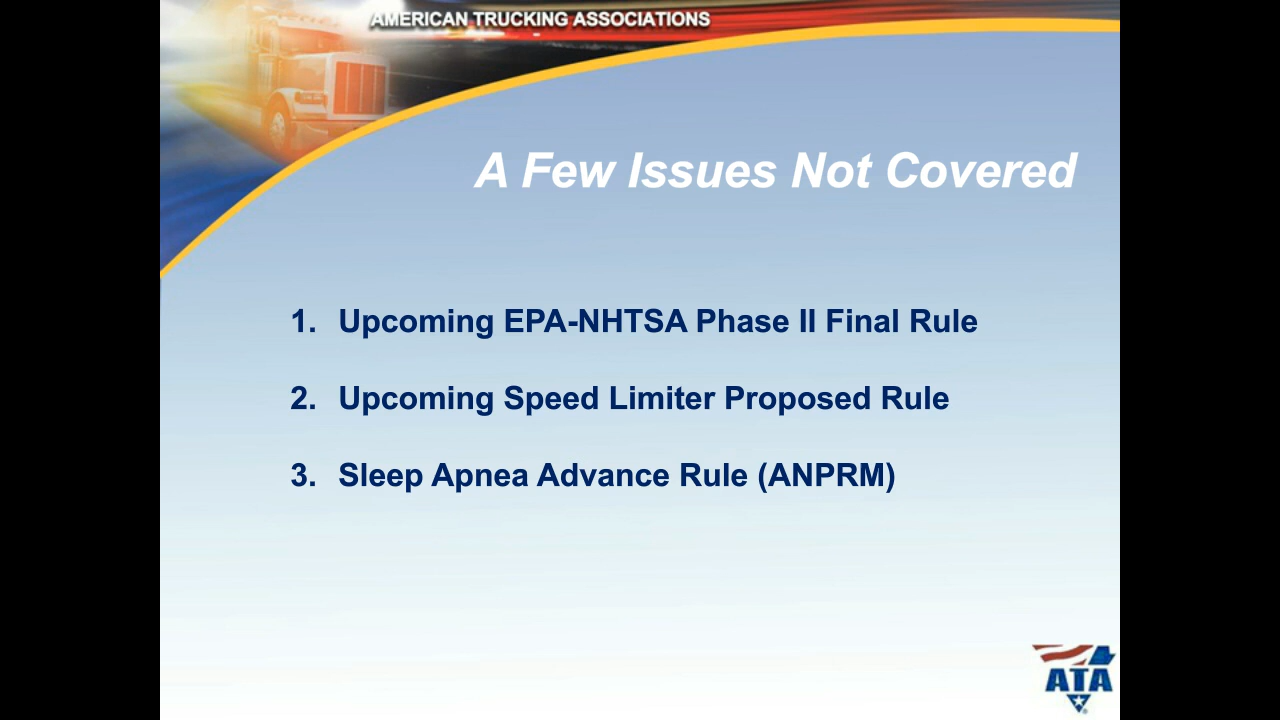 AMERICAN TRUCKING ASSOCIATIONS
A Few Issues Not Covered
1. Upcoming EPA-NHTSA Phase II Final Rule
2. Upcoming Speed Limiter Proposed Rule
3. Sleep Apnea Advance Rule (ANPRM)
ATA